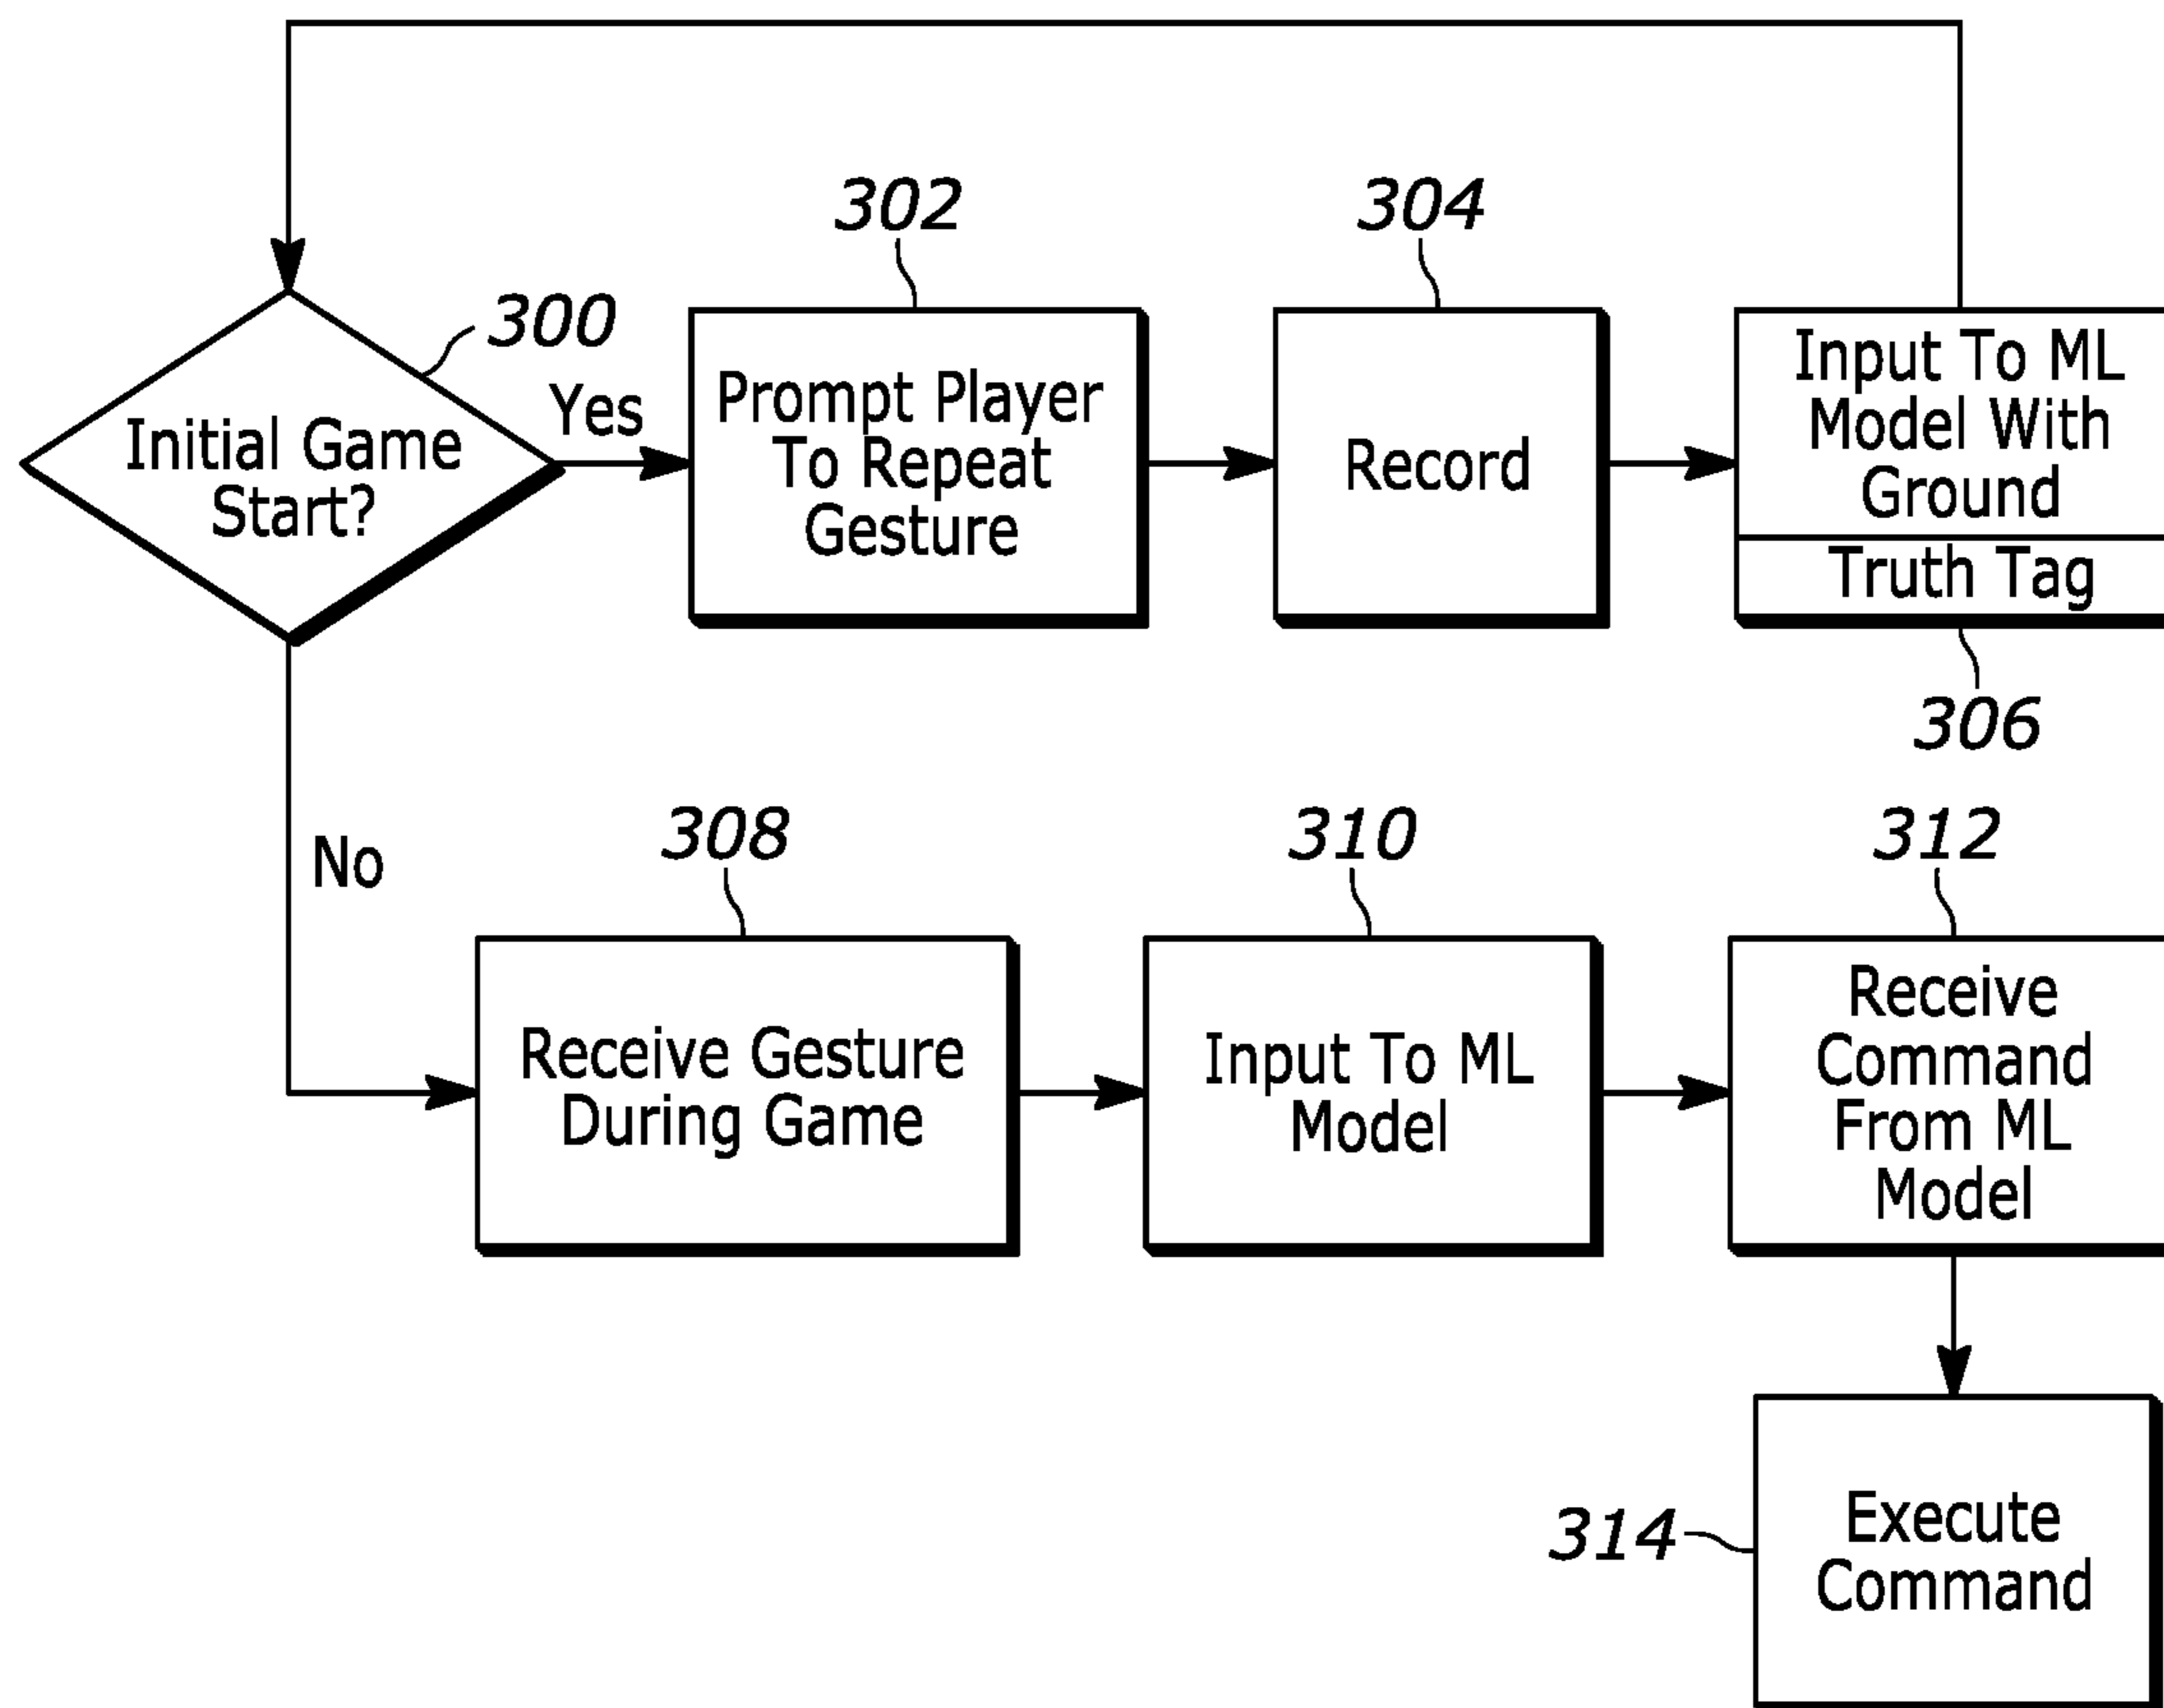 302
304
300
Initial Game
Start?
Yes
Prompt Player
To Repeat
Gesture
Record
Input To ML
Model With
Ground
Truth Tag
306
No
308
310
312
Receive Gesture
During Game
Input To ML
Model
Receive
Command
From ML
Model
314
Execute
Command